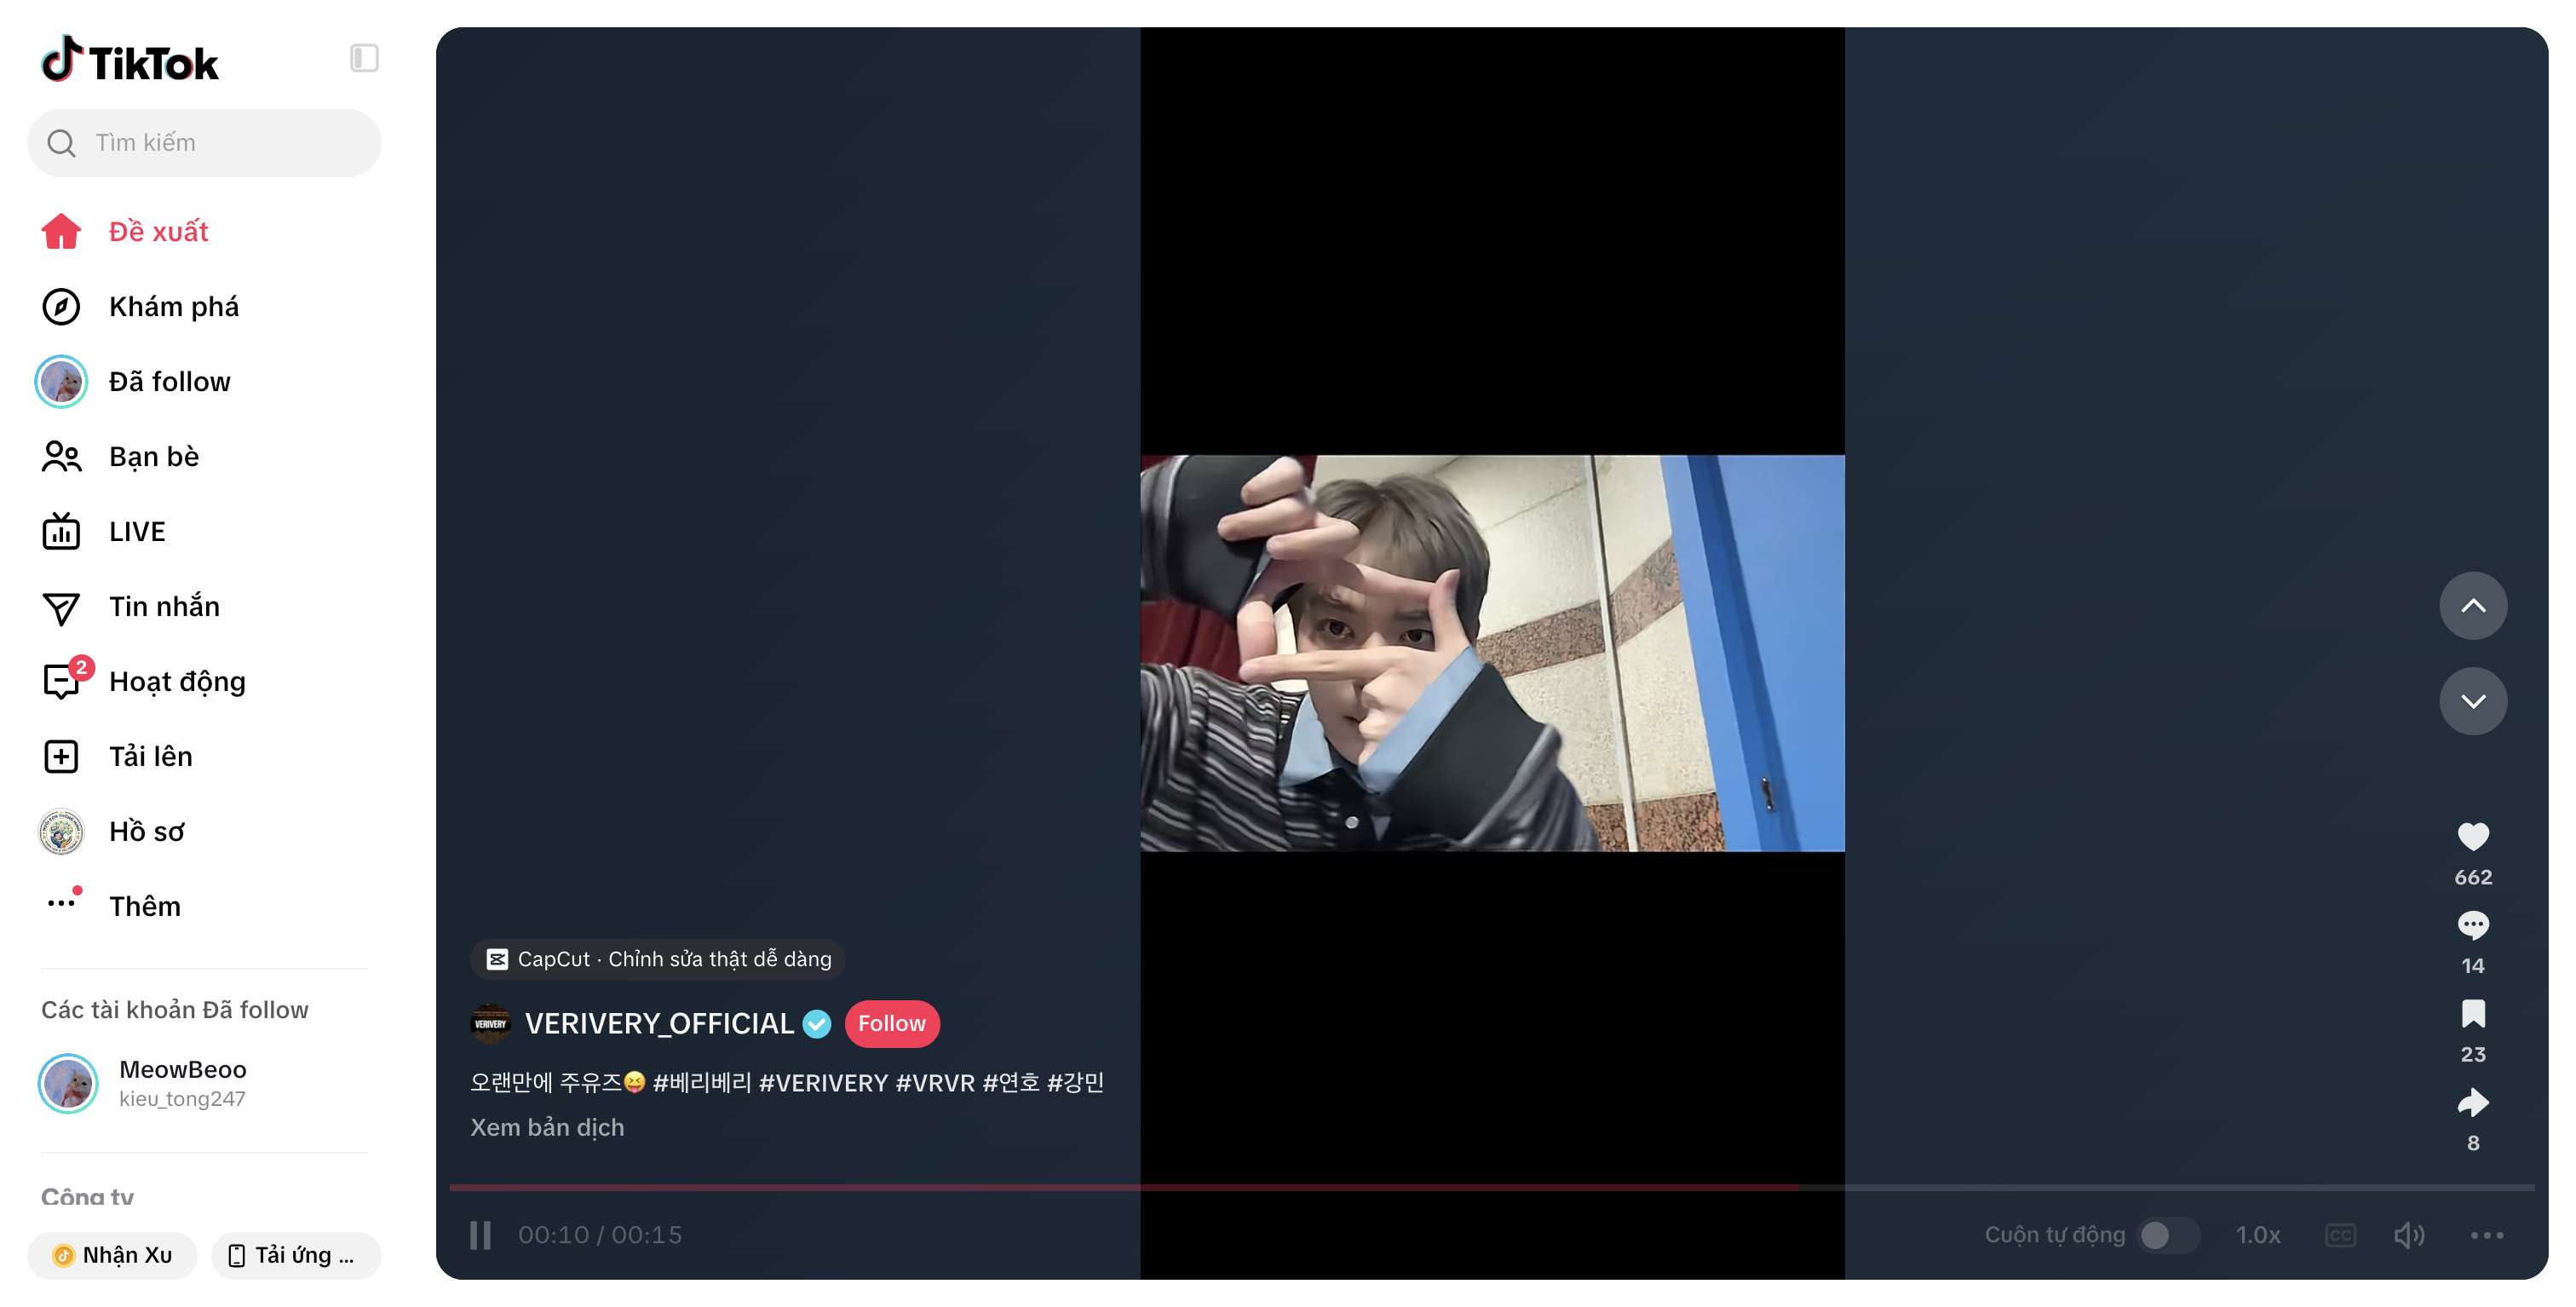 TikTok
Tìm kiếm
Đề xuất
Khám phá
Đã follow
Bạn bè
LIVE
Tin nhắn
2
Hoạt động
Tải lên
Hồ sơ
Thêm
Các tài khoản Đã follow
MeowBeoo
kieu_tong247
Công ty
Nhận Xu
Tải ứng ...
CapCut · Chỉnh sửa thật dễ dàng
VERIVERY
VERIVERY_OFFICIAL
Follow
오랜만에 주유즈😝 #베리베리 #VERIVERY #VRVR #연호 #강민
Xem bản dịch
00:10 / 00:15
662
14
23
8
Cuộn tự động
1.0x
CC